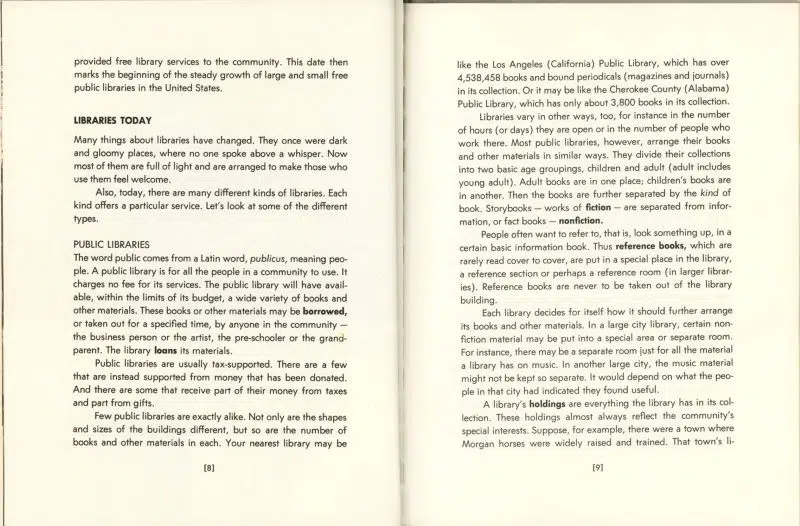 provided free library services to the community. This date then
marks the beginning of the steady growth of large and small free
public libraries in the United States.
LIBRARIES TODAY
Many things about libraries have changed. They once were dark
and gloomy places, where no one spoke above a whisper. Now
most of them are full of light and are arranged to make those who
use them feel welcome.
Also, today, there are many different kinds of libraries. Each
kind offers a particular service. Let's look at some of the different
types.
PUBLIC LIBRARIES
The word public comes from a Latin word, publicus, meaning peo-
ple. A public library is for all the people in a community to use. It
charges no fee for its services. The public library will have avail-
able, within the limits of its budget, a wide variety of books and
other materials. These books or other materials may be borrowed,
or taken out for a specified time, by anyone in the community —
the business person or the artist, the pre-schooler or the grand-
parent. The library loans its materials.
Public libraries are usually tax-supported. There are a few
that are instead supported from money that has been donated.
And there are some that receive part of their money from taxes
and part from gifts.
Few public libraries are exactly alike. Not only are the shapes
and sizes of the buildings different, but so are the number of
books and other materials in each. Your nearest library may be
[8]
like the Los Angeles (California) Public Library, which has over
4,538,458 books and bound periodicals (magazines and journals)
in its collection. Or it may be like the Cherokee County (Alabama)
Public Library, which has only about 3,800 books in its collection.
Libraries vary in other ways, too, for instance in the number
of hours (or days) they are open or in the number of people who
work there. Most public libraries, however, arrange their books
and other materials in similar ways. They divide their collections
into two basic age groupings, children and adult (adult includes
young adult). Adult books are in one place; children's books are
in another. Then the books are further separated by the kind of
book. Storybooks — works of fiction — are separated from infor-
mation, or fact books — nonfiction.
People often want to refer to, that is, look something up, in a
certain basic information book. Thus reference books, which are
rarely read cover to cover, are put in a special place in the library,
a reference section or perhaps a reference room (in larger librar-
ies). Reference books are never to be taken out of the library
building.
Each library decides for itself how it should further arrange
its books and other materials. In a large city library, certain non-
fiction material may be put into a special area or separate room.
For instance, there may be a separate room just for all the material
a library has on music. In another large city, the music material
might not be kept so separate. It would depend on what the peo-
ple in that city had indicated they found useful.
A library's holdings are everything the library has in its col-
lection. These holdings almost always reflect the community's
special interests. Suppose, for example, there were a town where
Morgan horses were widely raised and trained. That town's li-
[9]